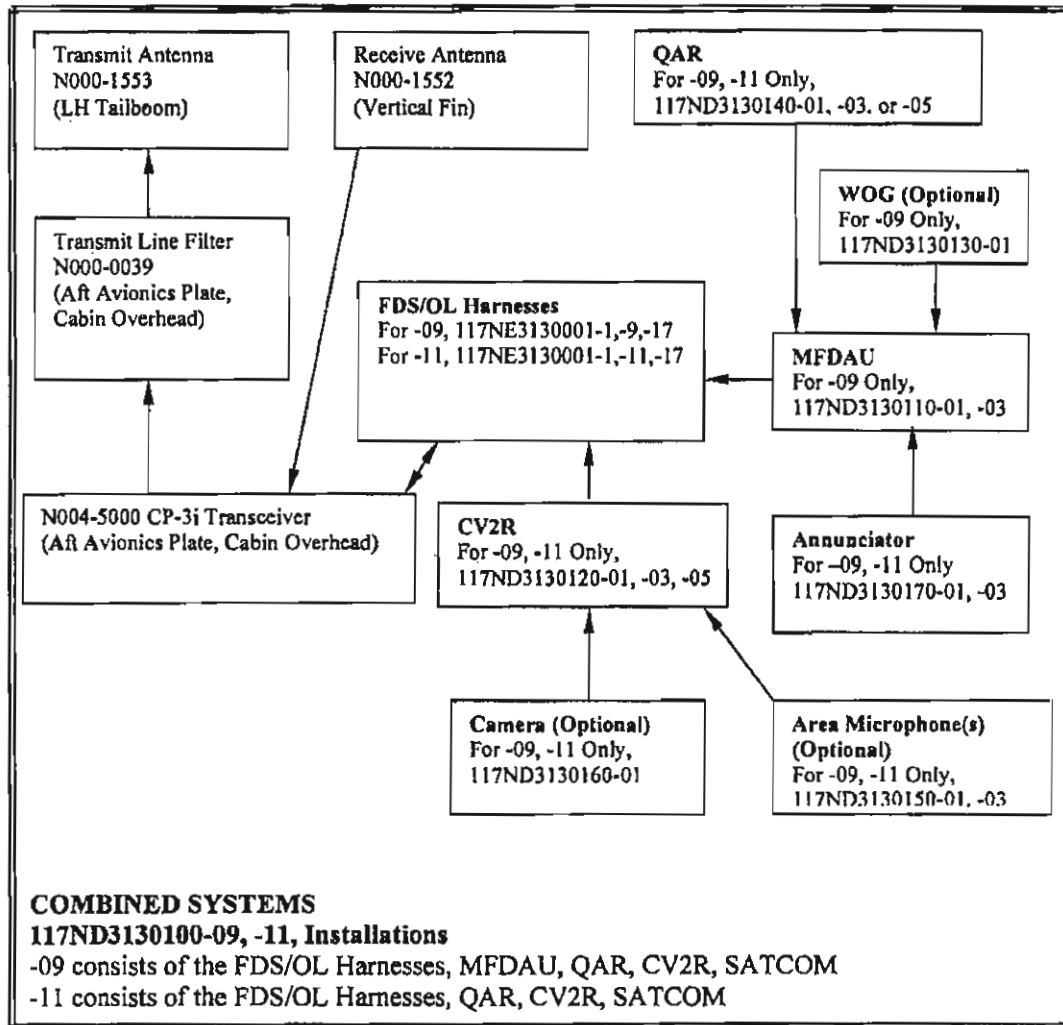 Transmit Antenna
N000-1553
(LH Tailboom)
Receive Antenna
N000-1552
(Vertical Fin)
QAR
For -09, -11 Only,
117ND3130140-01, -03, or -05
WOG (Optional)
For -09 Only,
117ND3130130-01
Transmit Line Filter
N000-0039
(Aft Avionics Plate,
Cabin Overhead)
FDS/OL Harnesses
For -09, 117NE3130001-1,-9,-17
For -11, 117NE3130001-1,-11,-17
MFDAU
For -09 Only,
117ND3130110-01, -03
N004-5000 CP-3i Transceiver
(Aft Avionics Plate, Cabin Overhead)
CV2R
For -09, -11 Only,
117ND3130120-01, -03, -05
Annunciator
For –09, -11 Only
117ND3130170-01, -03
Camera (Optional)
For -09, -11 Only,
117ND3130160-01
Area Microphone(s)
(Optional)
For -09, -11 Only,
117ND3130150-01, -03
COMBINED SYSTEMS
117ND3130100-09, -11, Installations
-09 consists of the FDS/OL Harnesses, MFDAU, QAR, CV2R, SATCOM
-11 consists of the FDS/OL Harnesses, QAR, CV2R, SATCOM